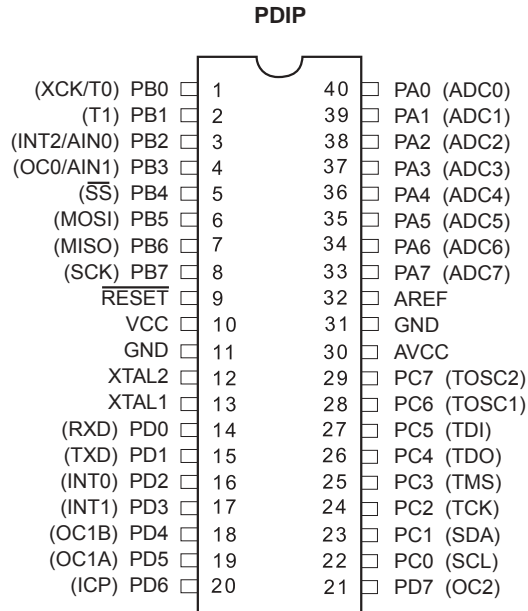 PDIP
(XCK/T0) PB0 1 40 PA0 (ADC0)
(T1) PB1 2 39 PA1 (ADC1)
(INT2/AIN0) PB2 3 38 PA2 (ADC2)
(OC0/AIN1) PB3 4 37 PA3 (ADC3)
(S̅S̅) PB4 5 36 PA4 (ADC4)
(MOSI) PB5 6 35 PA5 (ADC5)
(MISO) PB6 7 34 PA6 (ADC6)
(SCK) PB7 8 33 PA7 (ADC7)
R̅E̅S̅E̅T̅ 9 32 AREF
VCC 10 31 GND
GND 11 30 AVCC
XTAL2 12 29 PC7 (TOSC2)
XTAL1 13 28 PC6 (TOSC1)
(RXD) PD0 14 27 PC5 (TDI)
(TXD) PD1 15 26 PC4 (TDO)
(INT0) PD2 16 25 PC3 (TMS)
(INT1) PD3 17 24 PC2 (TCK)
(OC1B) PD4 18 23 PC1 (SDA)
(OC1A) PD5 19 22 PC0 (SCL)
(ICP) PD6 20 21 PD7 (OC2)